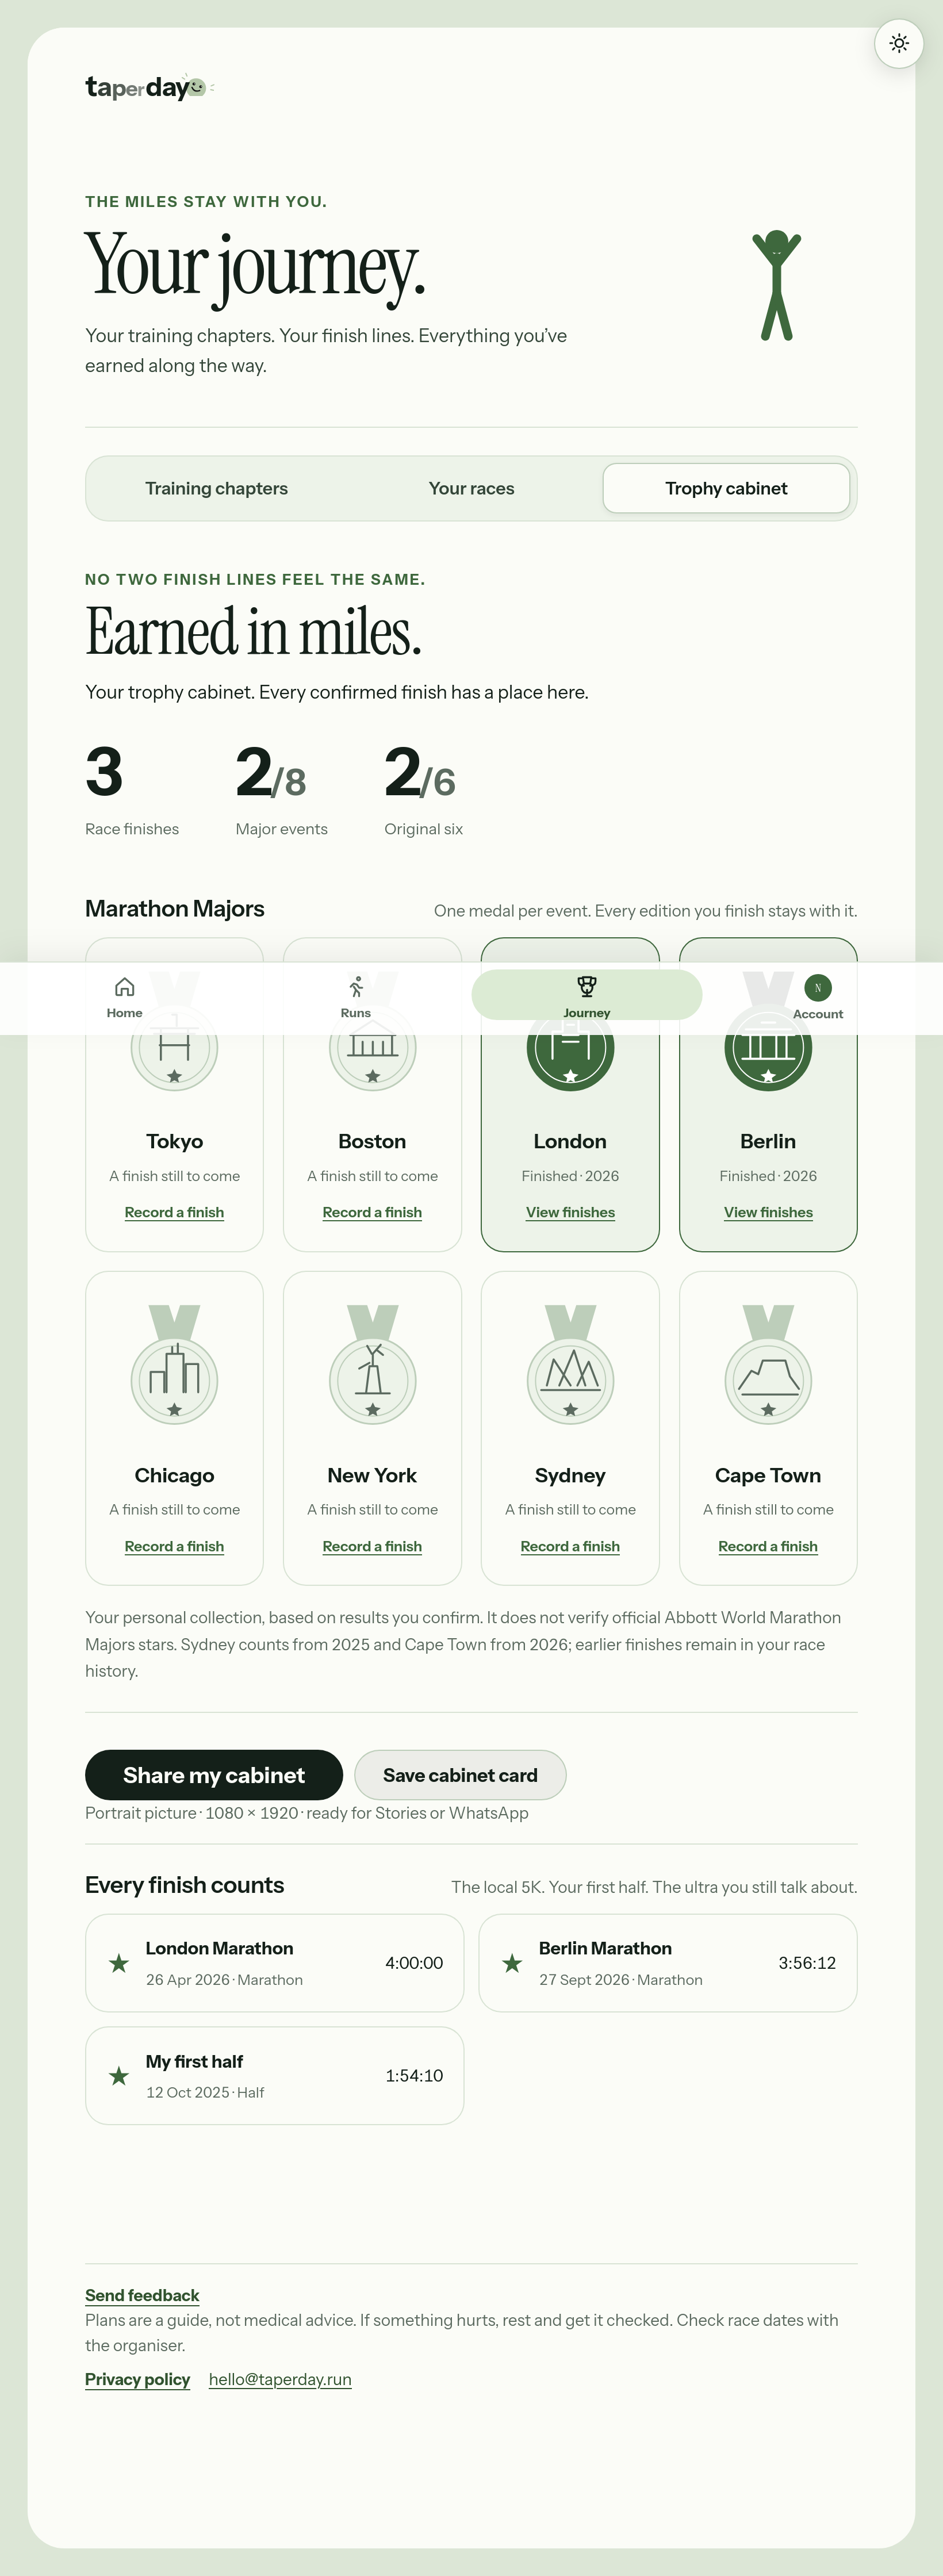 taperday
THE MILES STAY WITH YOU.
Your journey.
Your training chapters. Your finish lines. Everything you've
earned along the way.
Training chapters
Your races
Trophy cabinet
NO TWO FINISH LINES FEEL THE SAME.
Earned in miles.
Your trophy cabinet. Every confirmed finish has a place here.
3
2/8
2/6
Race finishes
Major events
Original six
Marathon Majors
One medal per event. Every edition you finish stays with it.
Home
Runs
Journey
N
Account
Tokyo
Boston
London
Berlin
A finish still to come
A finish still to come
Finished · 2026
Finished · 2026
Record a finish
Record a finish
View finishes
View finishes
Chicago
New York
Sydney
Cape Town
A finish still to come
A finish still to come
A finish still to come
A finish still to come
Record a finish
Record a finish
Record a finish
Record a finish
Your personal collection, based on results you confirm. It does not verify official Abbott World Marathon
Majors stars. Sydney counts from 2025 and Cape Town from 2026; earlier finishes remain in your race
history.
Share my cabinet
Save cabinet card
Portrait picture · 1080 × 1920 · ready for Stories or WhatsApp
Every finish counts
The local 5K. Your first half. The ultra you still talk about.
London Marathon
26 Apr 2026 · Marathon
4:00:00
Berlin Marathon
27 Sept 2026 · Marathon
3:56:12
My first half
12 Oct 2025 · Half
1:54:10
Send feedback
Plans are a guide, not medical advice. If something hurts, rest and get it checked. Check race dates with
the organiser.
Privacy policy
hello@taperday.run